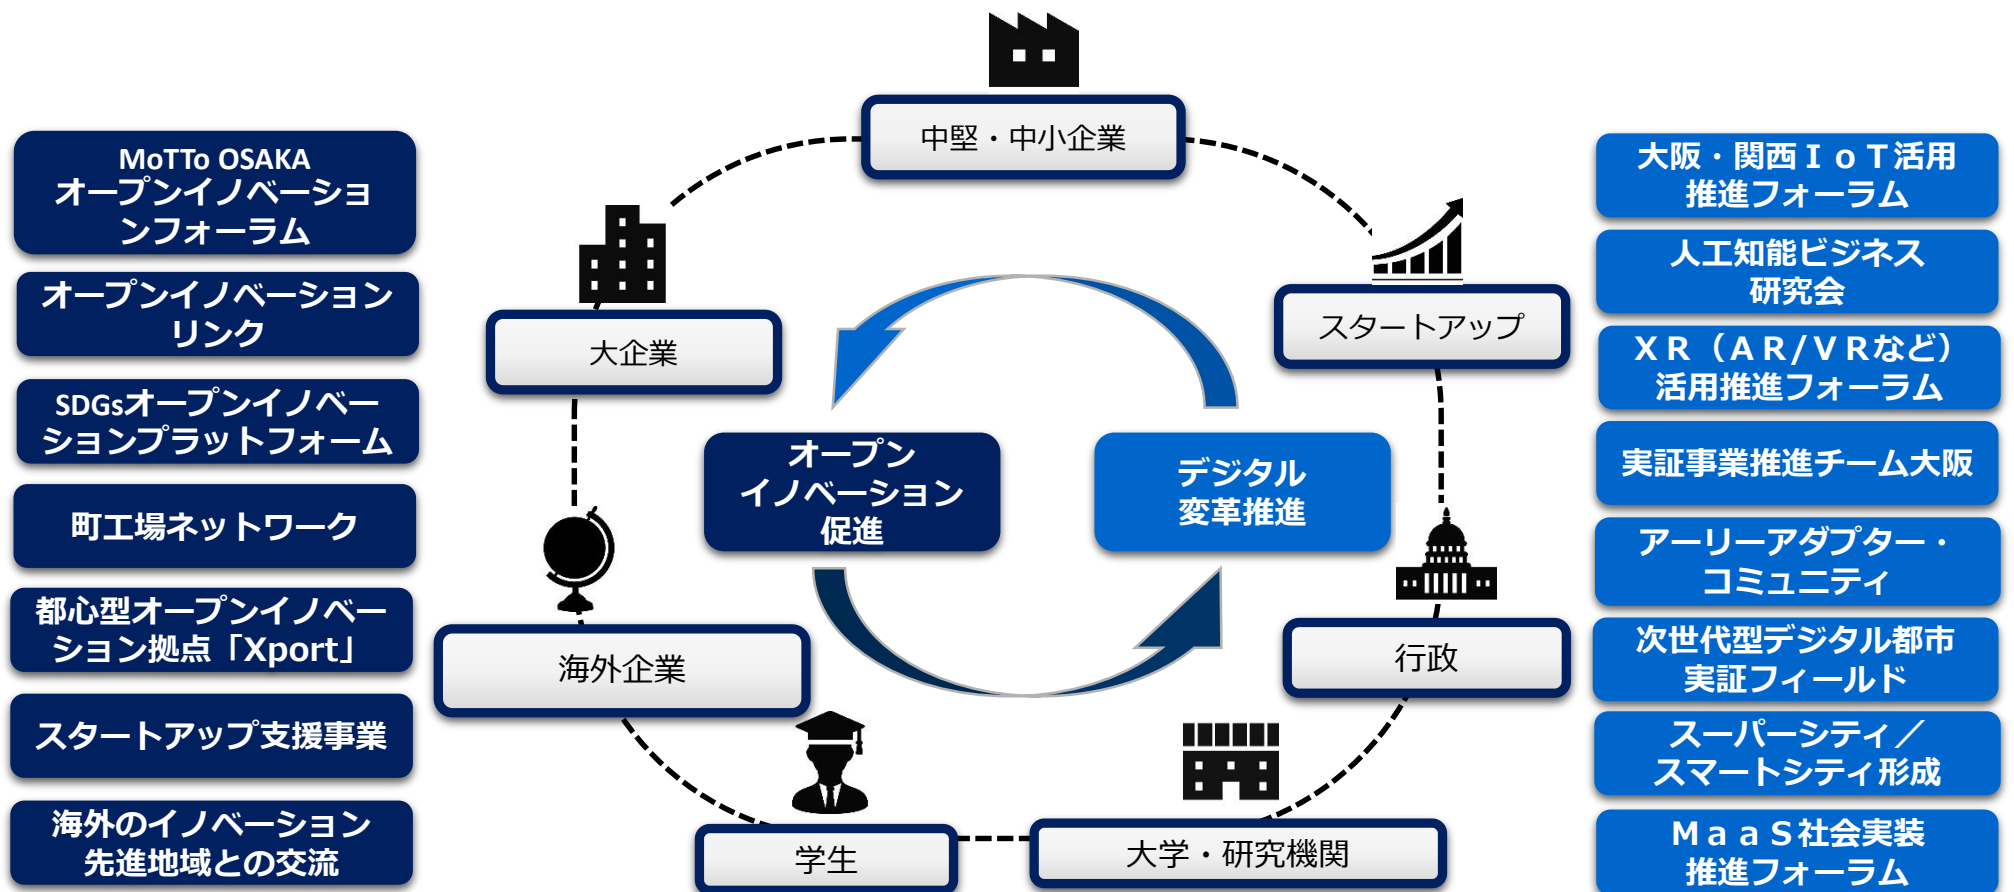 MoTTo OSAKA
オープンイノベーショ
ンフォーラム
オープンイノベーション
リンク
SDGsオープンイノベー
ションプラットフォーム
町工場ネットワーク
都心型オープンイノベー
ション拠点「Xport」
スタートアップ支援事業
海外のイノベーション
先進地域との交流
中堅・中小企業
大企業
スタートアップ
オープン
イノベーション
促進
デジタル
変革推進
海外企業
行政
学生
大学・研究機関
大阪・関西ＩｏＴ活用
推進フォーラム
人工知能ビジネス
研究会
ＸＲ（ＡＲ/ＶＲなど）
活用推進フォーラム
実証事業推進チーム大阪
アーリーアダプター・
コミュニティ
次世代型デジタル都市
実証フィールド
スーパーシティ／
スマートシティ形成
ＭａａＳ社会実装
推進フォーラム